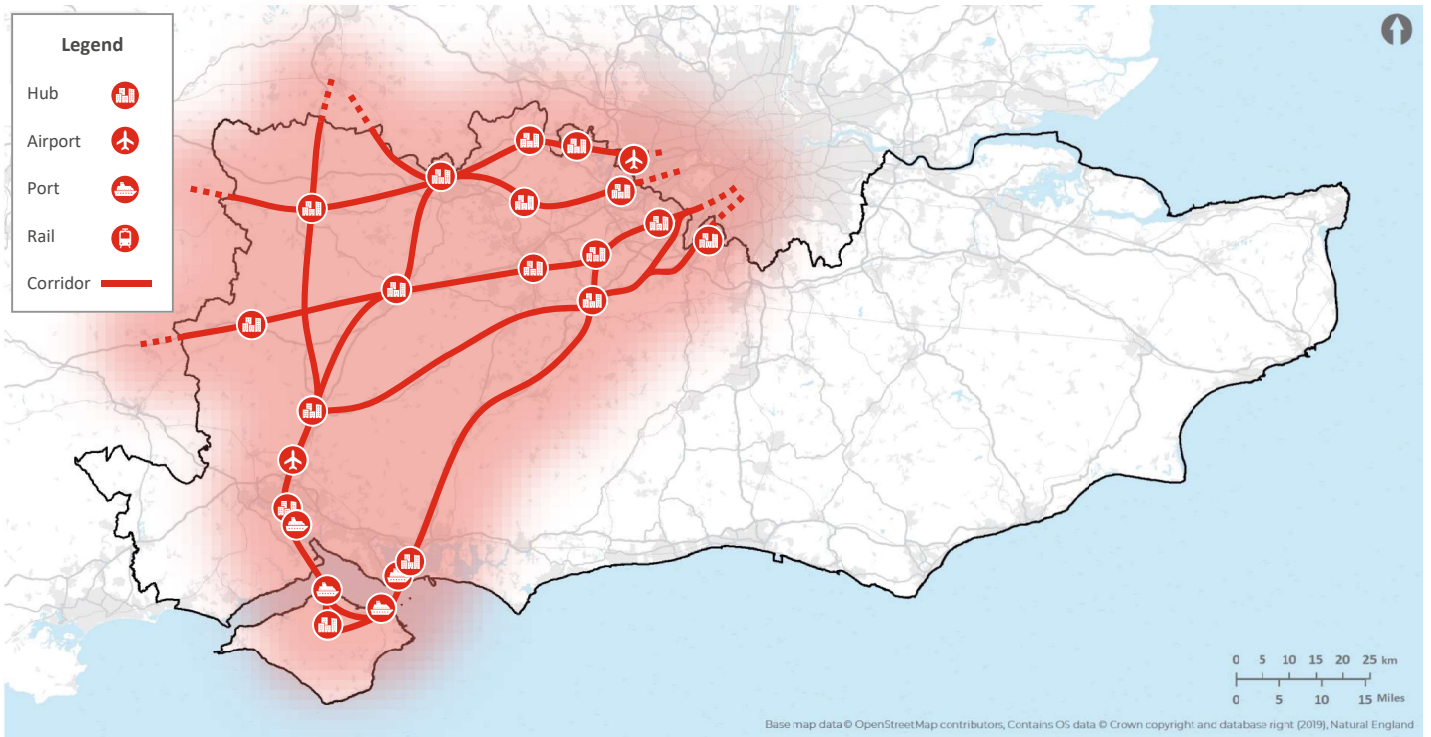 Legend
Hub
Airport
Port
Rail
Corridor
0 5 10 15 20 25 km
0 5 10 15 Miles
Base map data © OpenStreetMap contributors, Contains OS data © Crown copyright and database right (2019), Natural England